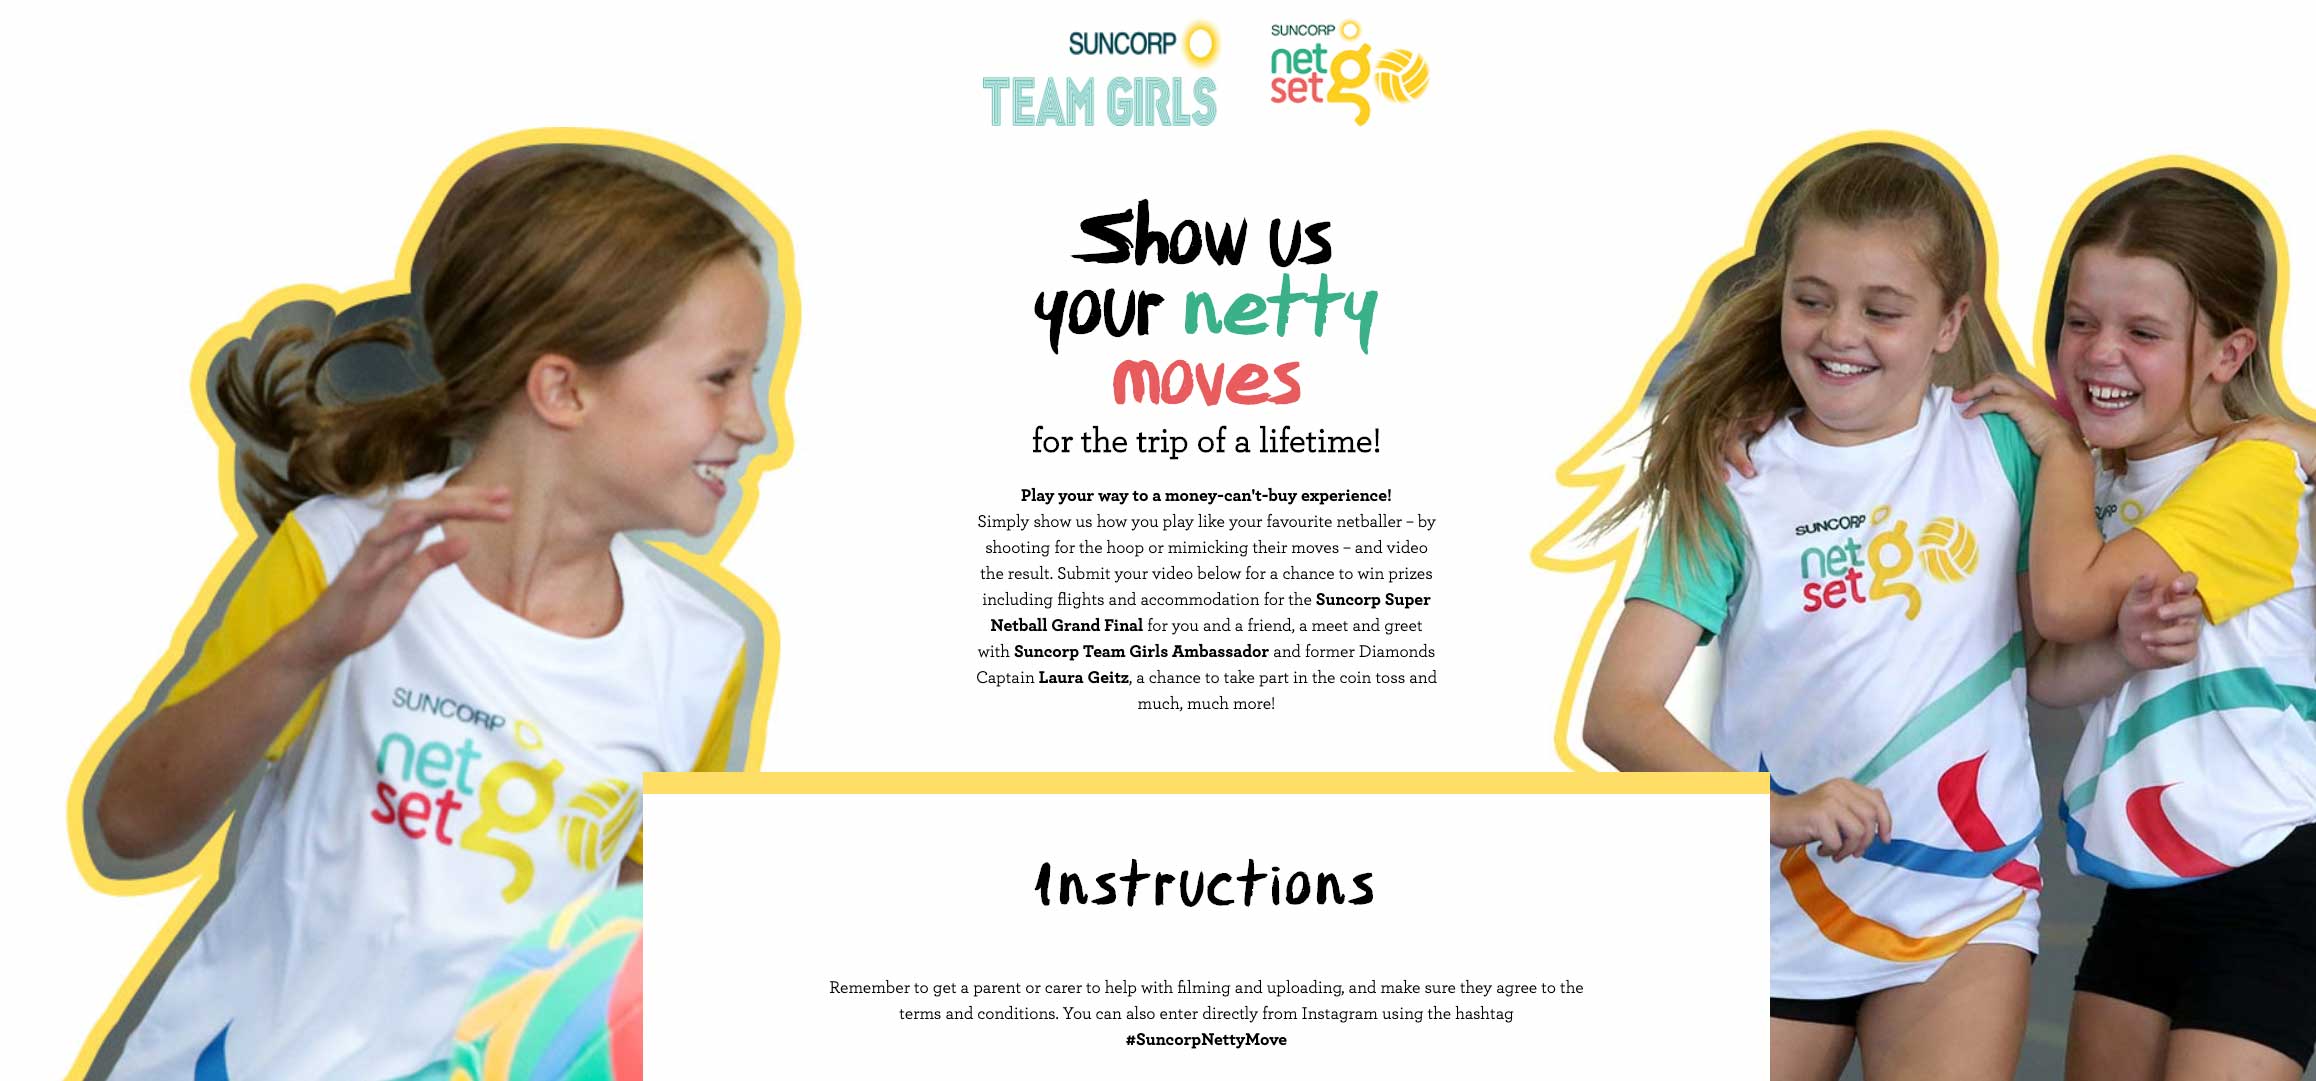 SUNCORP
TEAM GIRLS
SUNCORP
net
set go
Show us
your netty
moves
for the trip of a lifetime!
Play your way to a money-can't-buy experience!
Simply show us how you play like your favourite netballer – by
shooting for the hoop or mimicking their moves – and video
the result. Submit your video below for a chance to win prizes
including flights and accommodation for the Suncorp Super
Netball Grand Final for you and a friend, a meet and greet
with Suncorp Team Girls Ambassador and former Diamonds
Captain Laura Geitz, a chance to take part in the coin toss and
much, much more!
SUNCORP
net
set go
SUNCORP
net
set go
Instructions
Remember to get a parent or carer to help with filming and uploading, and make sure they agree to the
terms and conditions. You can also enter directly from Instagram using the hashtag
#SuncorpNettyMove